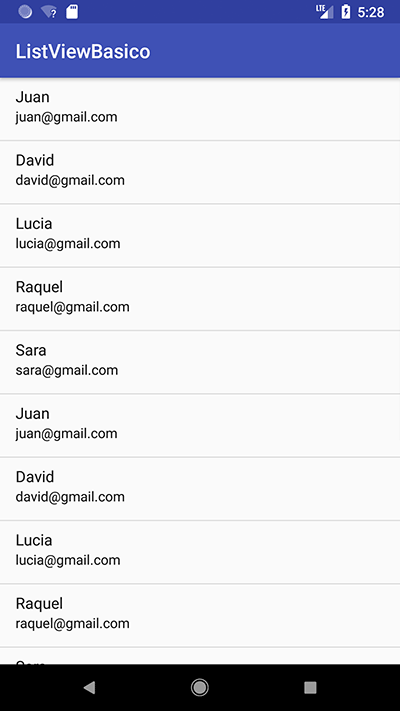 LTE 5:28
ListViewBasico
Juan
juan@gmail.com
David
david@gmail.com
Lucia
lucia@gmail.com
Raquel
raquel@gmail.com
Sara
sara@gmail.com
Juan
juan@gmail.com
David
david@gmail.com
Lucia
lucia@gmail.com
Raquel
raquel@gmail.com